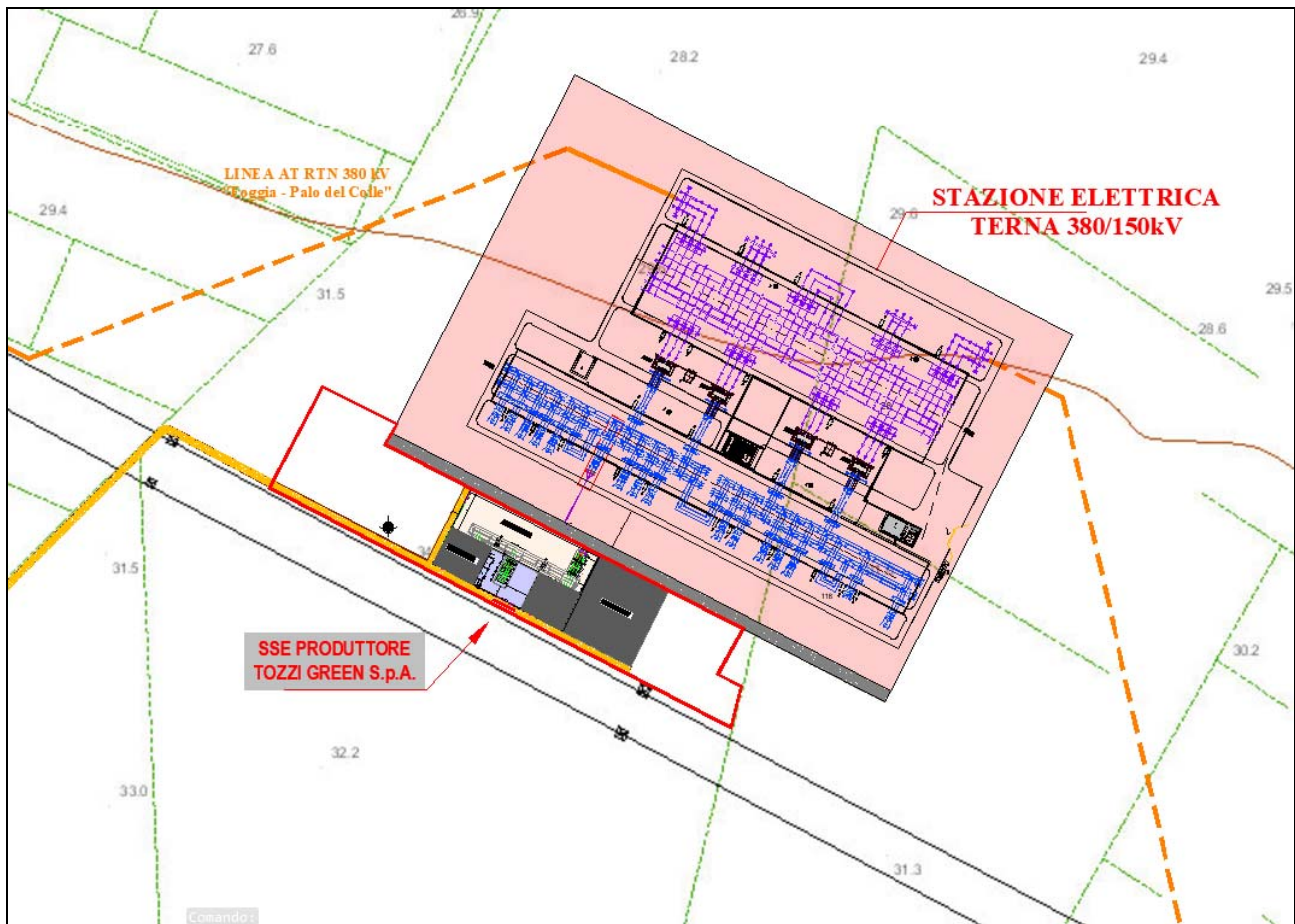 26.9
27.6
28.2
29.4
LINEA AT RTN 380 kV
"Foggia - Palo del Colle"
STAZIONE ELETTRICA
TERNA 380/150kV
29.4
29.6
29.5
31.5
28.6
31.5
118
SSE PRODUTTORE
TOZZI GREEN S.p.A.
30.2
32.2
33.0
31.3
Comando: